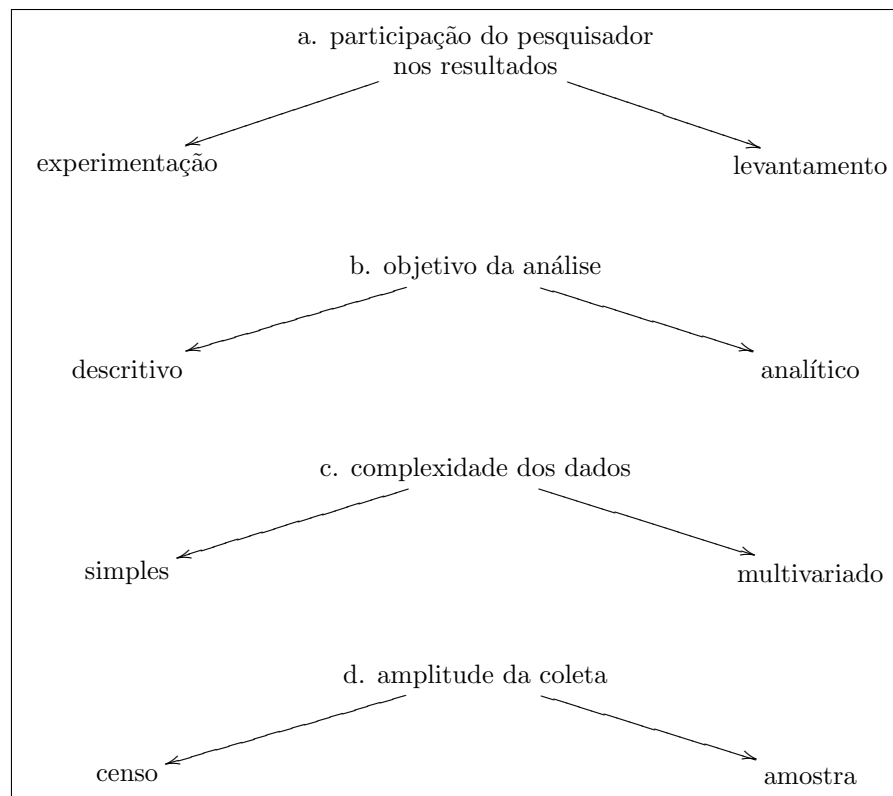 a. participação do pesquisador
nos resultados
experimentação
levantamento
b. objetivo da análise
descritivo
analítico
c. complexidade dos dados
simples
multivariado
d. amplitude da coleta
censo
amostra